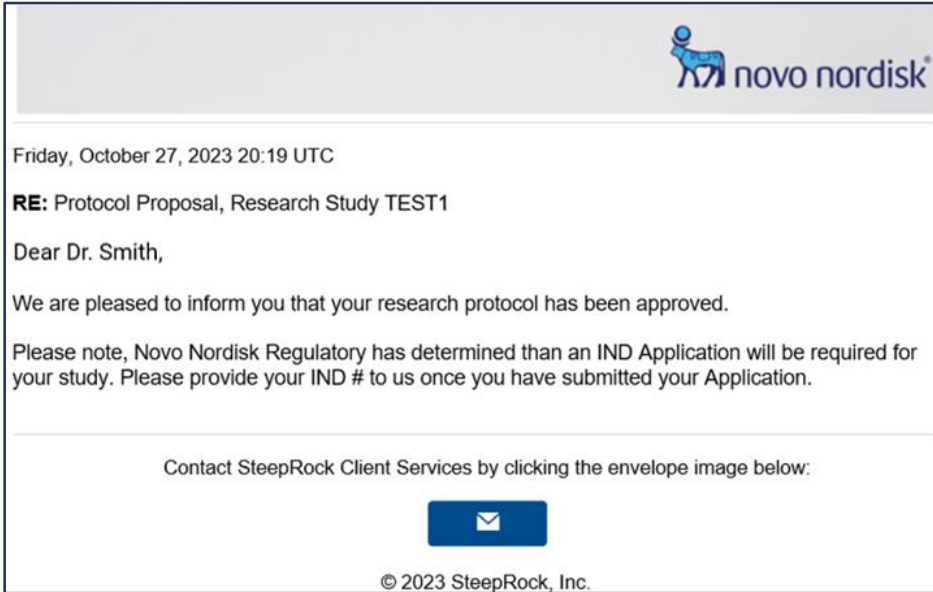 novo nordisk®
Friday, October 27, 2023 20:19 UTC
RE: Protocol Proposal, Research Study TEST1
Dear Dr. Smith,
We are pleased to inform you that your research protocol has been approved.
Please note, Novo Nordisk Regulatory has determined than an IND Application will be required for
your study. Please provide your IND # to us once you have submitted your Application.
Contact SteepRock Client Services by clicking the envelope image below:
© 2023 SteepRock, Inc.